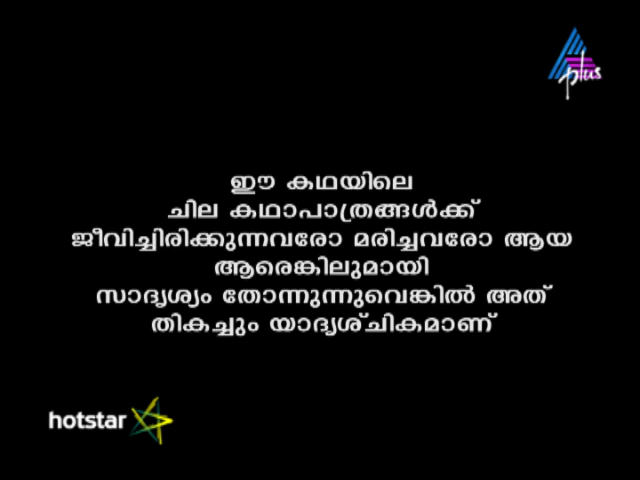 plus
ഈ കഥയിലെ
ചില കഥാപാത്രങ്ങൾക്ക്
ജീവിച്ചിരിക്കുന്നവരോ മരിച്ചവരോ ആയ
ആരെങ്കിലുമായി
സാദൃശ്യം തോന്നുന്നുവെങ്കിൽ അത്
തികച്ചും യാദൃശ്ചികമാണ്
hotstar